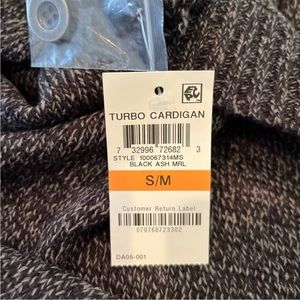 TURBO CARDIGAN
7 32996 72682 3
STYLE 100067314MS
BLACK ASH MRL
S/M
Customer Return Label
070768723302
DA05-001